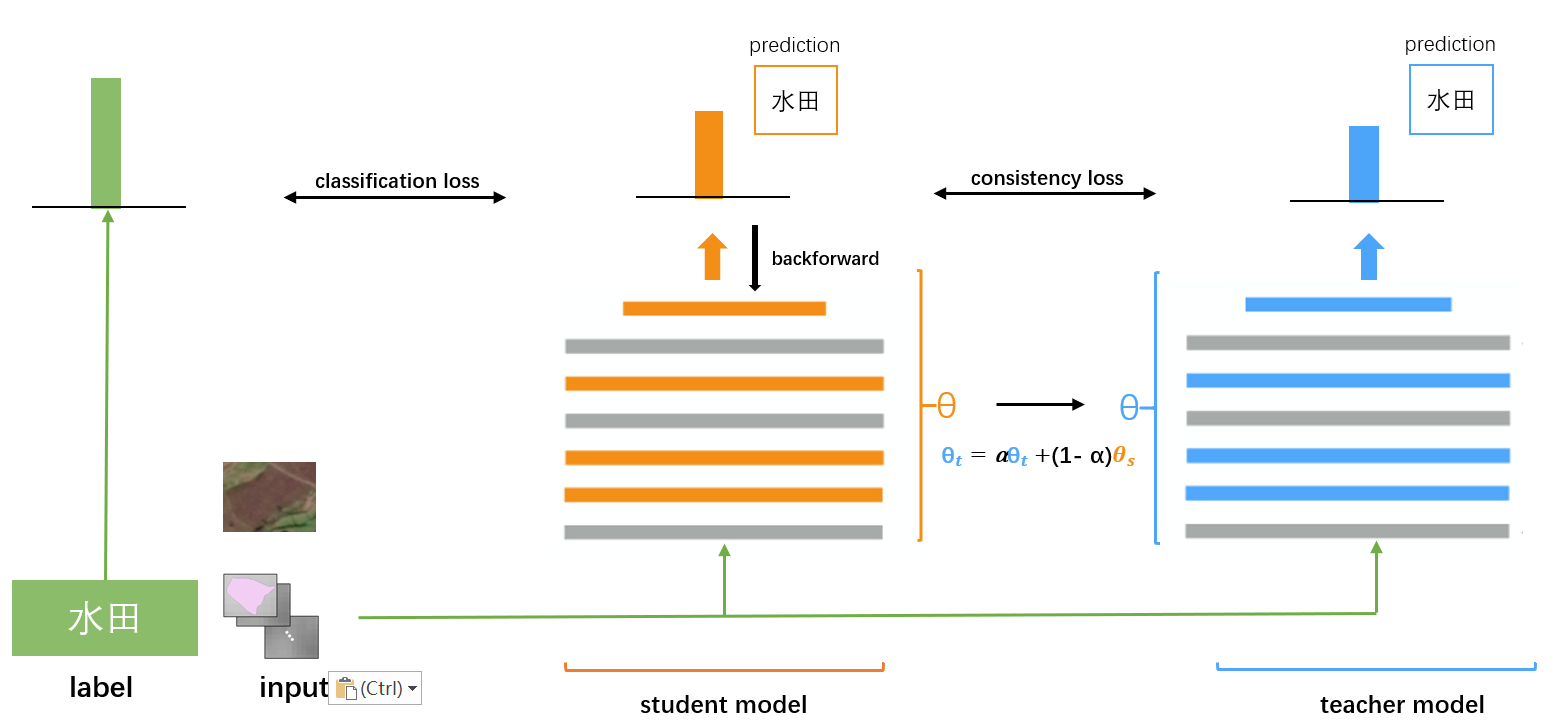 prediction
水田
prediction
水田
classification loss
consistency loss
backforward
θ
θ
θt = αθt +(1- α)θs
水田
label
input
(Ctrl)
student model
teacher model